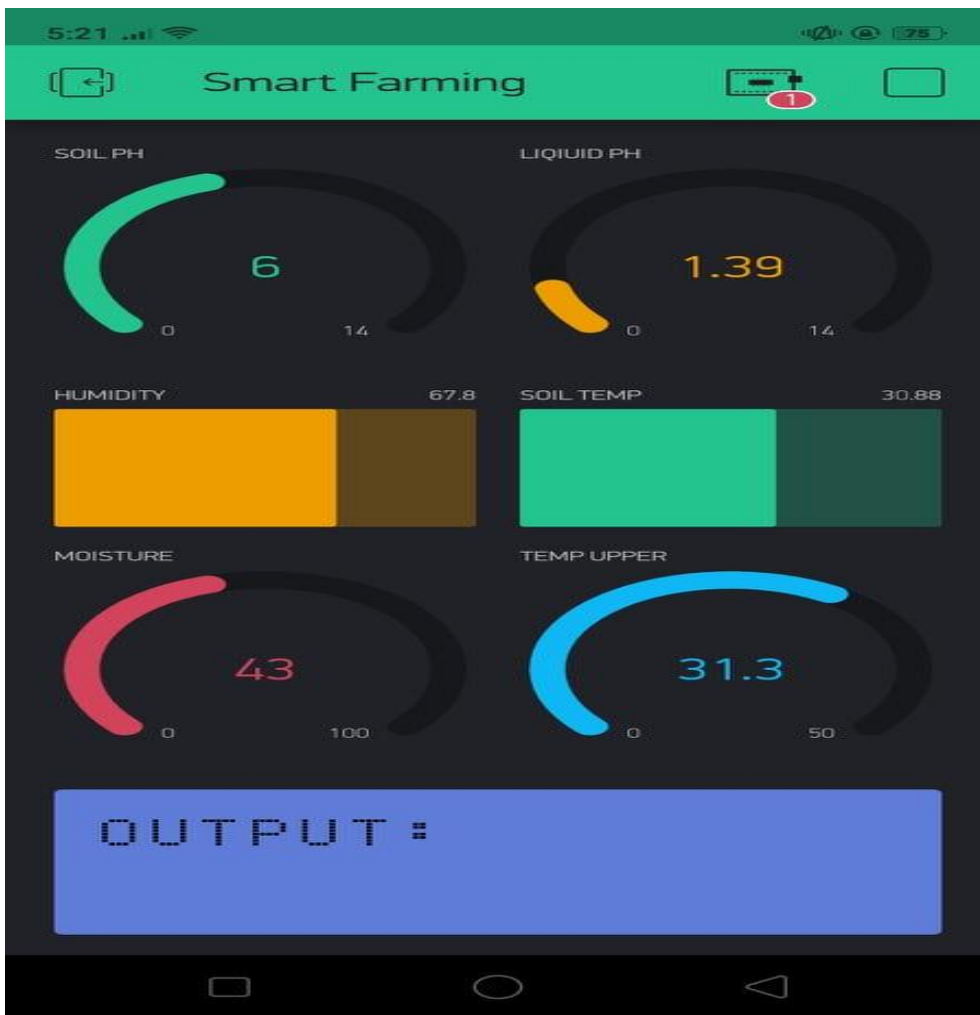 5:21 75
Smart Farming
1
SOIL PH LIQIUID PH
6 1.39
0 14 0 14
HUMIDITY 67.8 SOIL TEMP 30.88
MOISTURE TEMP UPPER
43 31.3
0 100 0 50
OUTPUT: